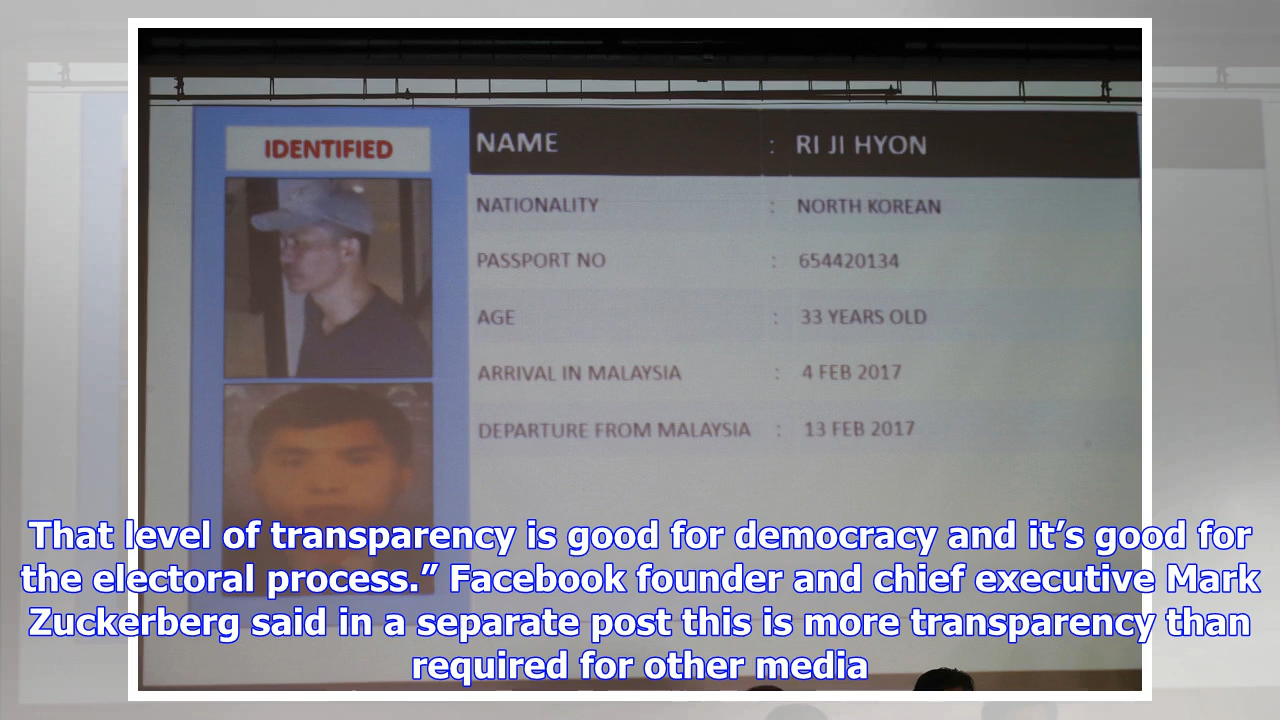 IDENTIFIED
NAME : RI JI HYON
NATIONALITY : NORTH KOREAN
PASSPORT NO : 654420134
AGE : 33 YEARS OLD
ARRIVAL IN MALAYSIA : 4 FEB 2017
DEPARTURE FROM MALAYSIA : 13 FEB 2017
That level of transparency is good for democracy and it’s good for
the electoral process.” Facebook founder and chief executive Mark
Zuckerberg said in a separate post this is more transparency than
required for other media